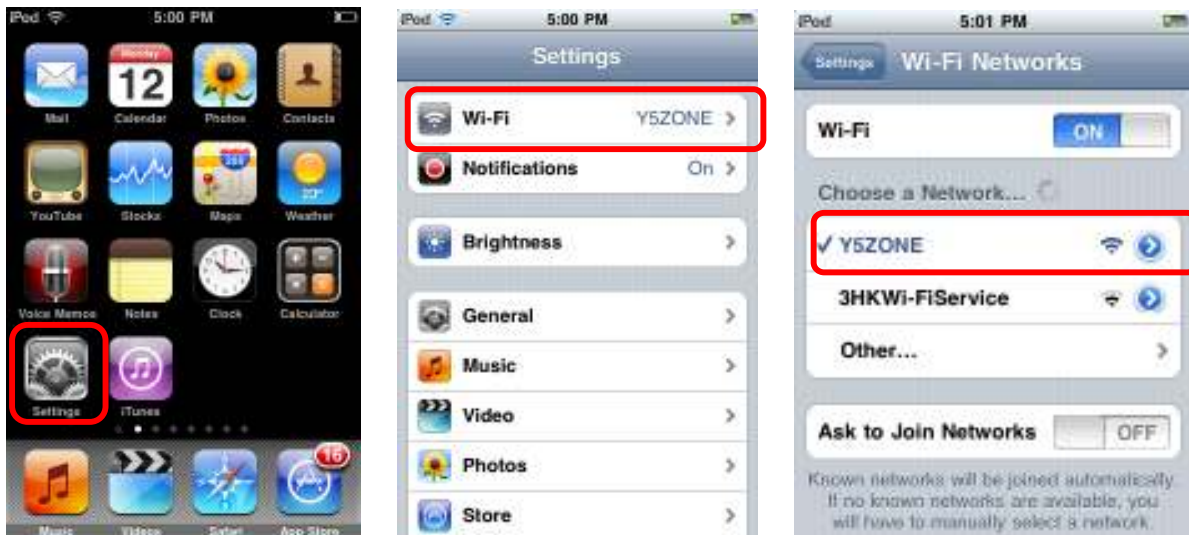 iPod 5:00 PM
Monday
12
Mail Calendar Photos Contacts
280
73°
YouTube Stocks Maps Weather
Voice Memos Notes Clock Calculator
Settings iTunes
16
Music Videos Safari App Store
iPod 5:00 PM
Settings
Wi-Fi Y5ZONE
Notifications On
Brightness
General
Music
Video
Photos
Store
iPod 5:01 PM
Settings Wi-Fi Networks
Wi-Fi ON
Choose a Network...
Y5ZONE
3HKWi-FiService
Other...
Ask to Join Networks OFF
Known networks will be joined automatically.
If no known networks are available, you
will have to manually select a network.